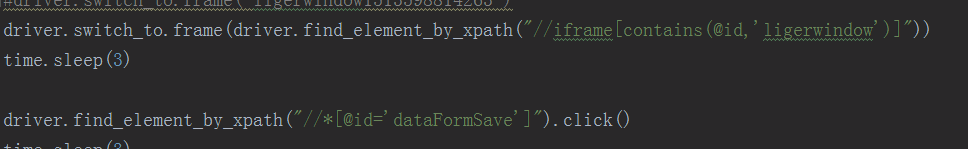 #driver.switch_to.frame('ligerwindow1515598814263')
driver.switch_to.frame(driver.find_element_by_xpath("//iframe[contains(@id,'ligerwindow')]"))
time.sleep(3)
driver.find_element_by_xpath("//*[@id='dataFormSave']").click()
time.sleep(3)